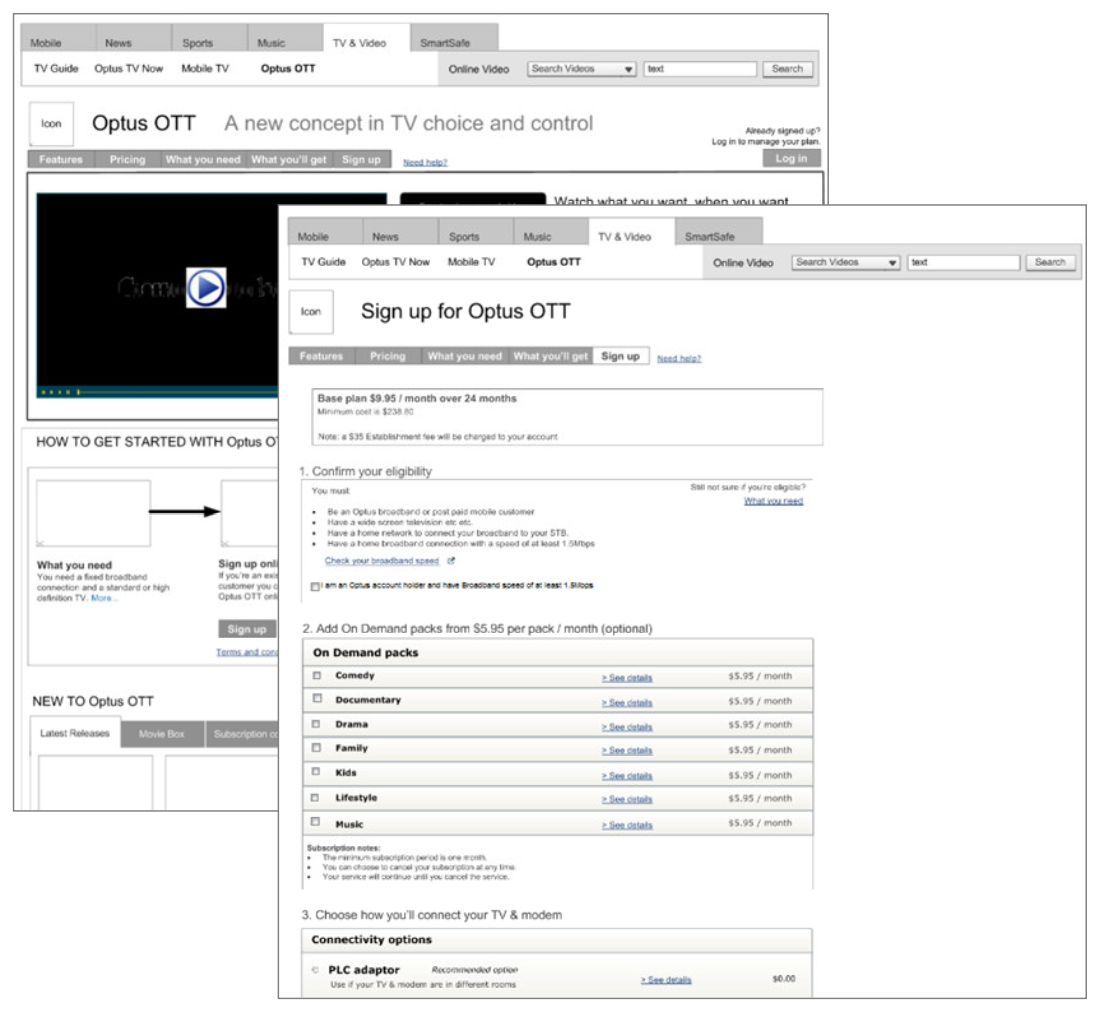 Mobile News Sports Music TV & Video SmartSafe
TV Guide Optus TV Now Mobile TV Optus OTT Online Video Search Videos text Search
Icon Optus OTT A new concept in TV choice and control
Already signed up?
Log in to manage your plan.
Features Pricing What you need What you'll get Sign up Need help? Log in
Watch what you want, when you want
HOW TO GET STARTED WITH Optus O
What you need
You need a fixed broadband
connection and a standard or high
definition TV. More...
Sign up onli
If you're an exi
customer you c
Optus OTT onli
Sign up
Terms and cond
NEW TO Optus OTT
Latest Releases Movie Box Subscription co
Mobile News Sports Music TV & Video SmartSafe
TV Guide Optus TV Now Mobile TV Optus OTT Online Video Search Videos text Search
Icon Sign up for Optus OTT
Features Pricing What you need What you'll get Sign up Need help?
Base plan $9.95 / month over 24 months
Minimum cost is $238.80
Note: a $35 Establishment fee will be charged to your account
1. Confirm your eligibility
You must:
Still not sure if you're eligible?
What you need
• Be an Optus broadband or post paid mobile customer
• Have a wide screen television etc etc.
• Have a home network to connect your broadband to your STB.
• Have a home broadband connection with a speed of at least 1.5Mbps
Check your broadband speed
I am an Optus account holder and have Broadband speed of at least 1.5Mbps
2. Add On Demand packs from $5.95 per pack / month (optional)
On Demand packs
Comedy > See details $5.95 / month
Documentary > See details $5.95 / month
Drama > See details $5.95 / month
Family > See details $5.95 / month
Kids > See details $5.95 / month
Lifestyle > See details $5.95 / month
Music > See details $5.95 / month
Subscription notes:
• The minimum subscription period is one month.
• You can choose to cancel your subscription at any time.
• Your service will continue until you cancel the service.
3. Choose how you'll connect your TV & modem
Connectivity options
PLC adaptor Recommended option
Use if your TV & modem are in different rooms
> See details $0.00